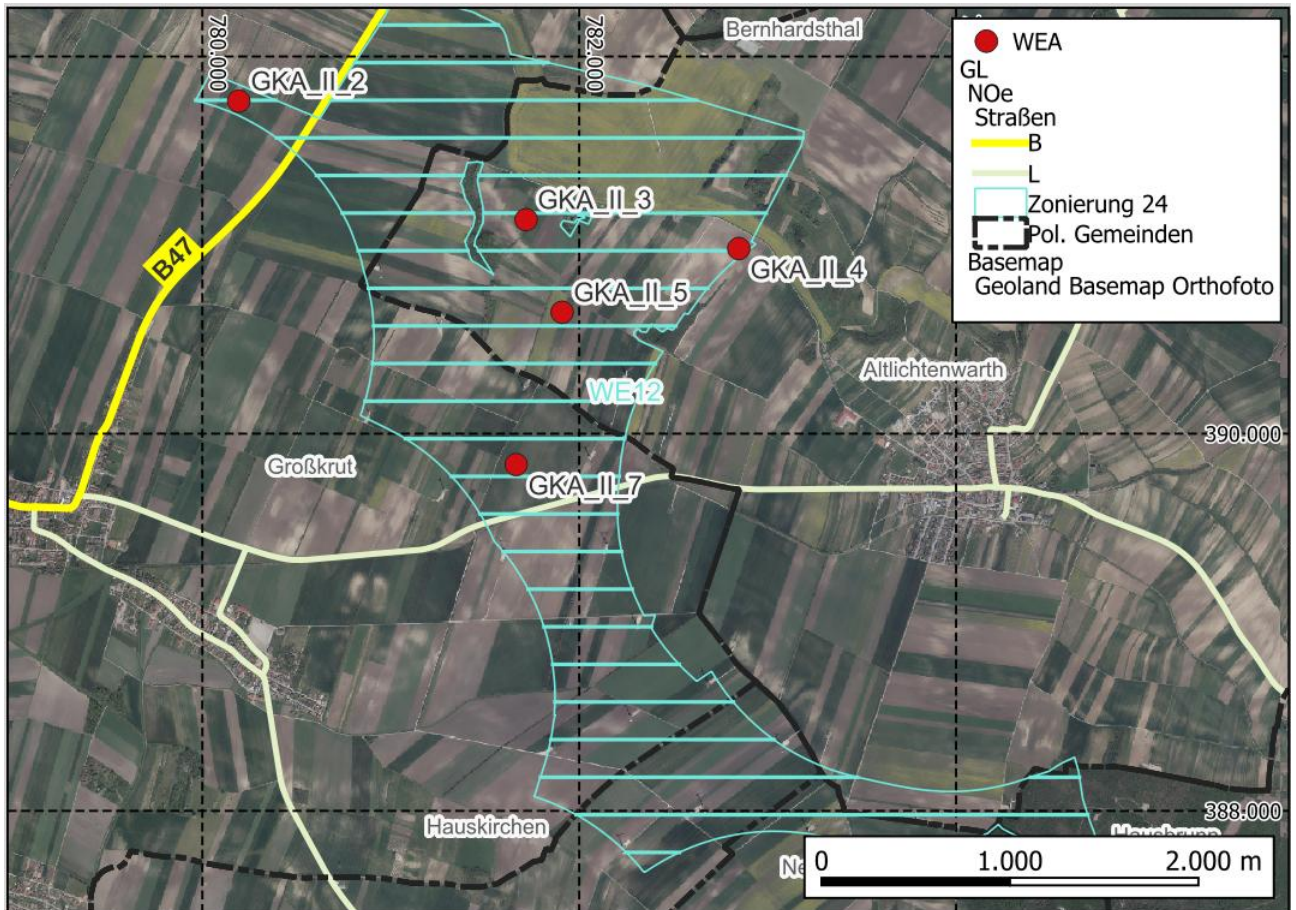 Bernhardsthal
780.000
782.000
GKA_II_2
GKA_II_3
GKA_II_4
GKA_II_5
B47
WE12
Altlichtenwarth
390.000
Großkrut
GKA_II_7
388.000
Hauskirchen
WEA
GL
NOe
Straßen
B
L
Zonierung 24
Pol. Gemeinden
Basemap
Geoland Basemap Orthofoto
0 1.000 2.000 m